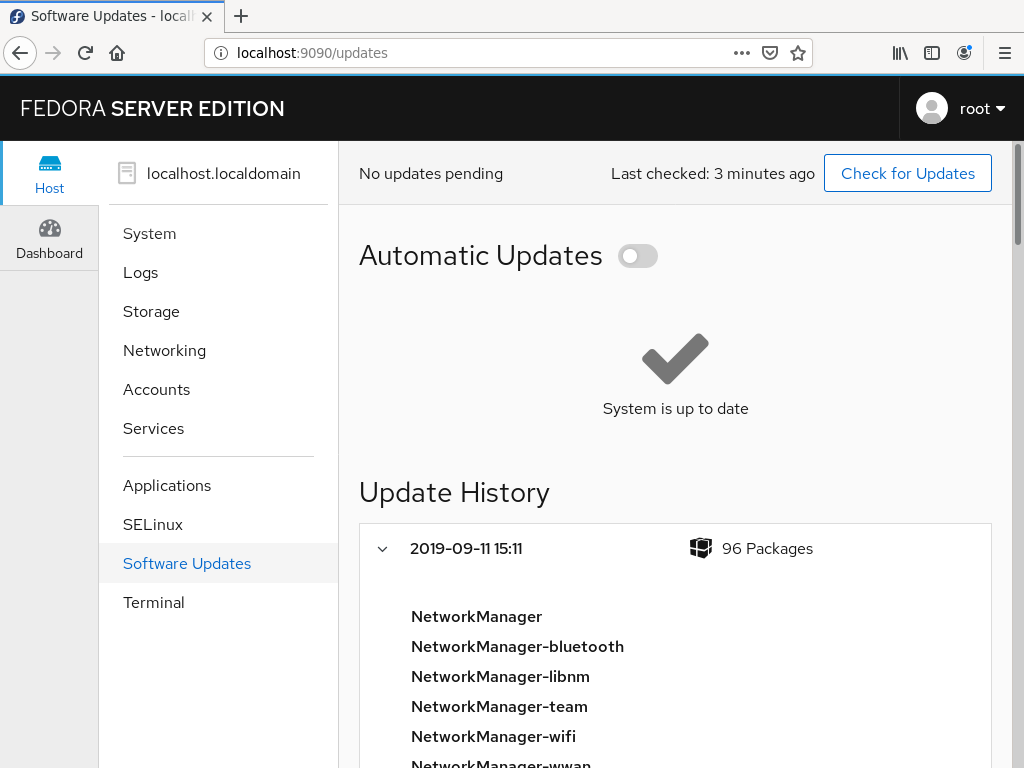 Software Updates - local
localhost:9090/updates
FEDORA SERVER EDITION
root
Host
Dashboard
localhost.localdomain
System
Logs
Storage
Networking
Accounts
Services
Applications
SELinux
Software Updates
Terminal
No updates pending
Last checked: 3 minutes ago
Check for Updates
Automatic Updates
System is up to date
Update History
2019-09-11 15:11
96 Packages
NetworkManager
NetworkManager-bluetooth
NetworkManager-libnm
NetworkManager-team
NetworkManager-wifi
NetworkManager-wwan